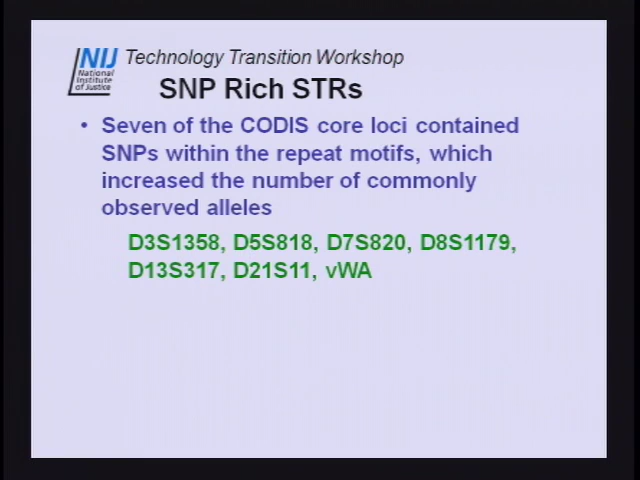 NIJ Technology Transition Workshop
National
Institute
of Justice
SNP Rich STRs
• Seven of the CODIS core loci contained
SNPs within the repeat motifs, which
increased the number of commonly
observed alleles
D3S1358, D5S818, D7S820, D8S1179,
D13S317, D21S11, vWA